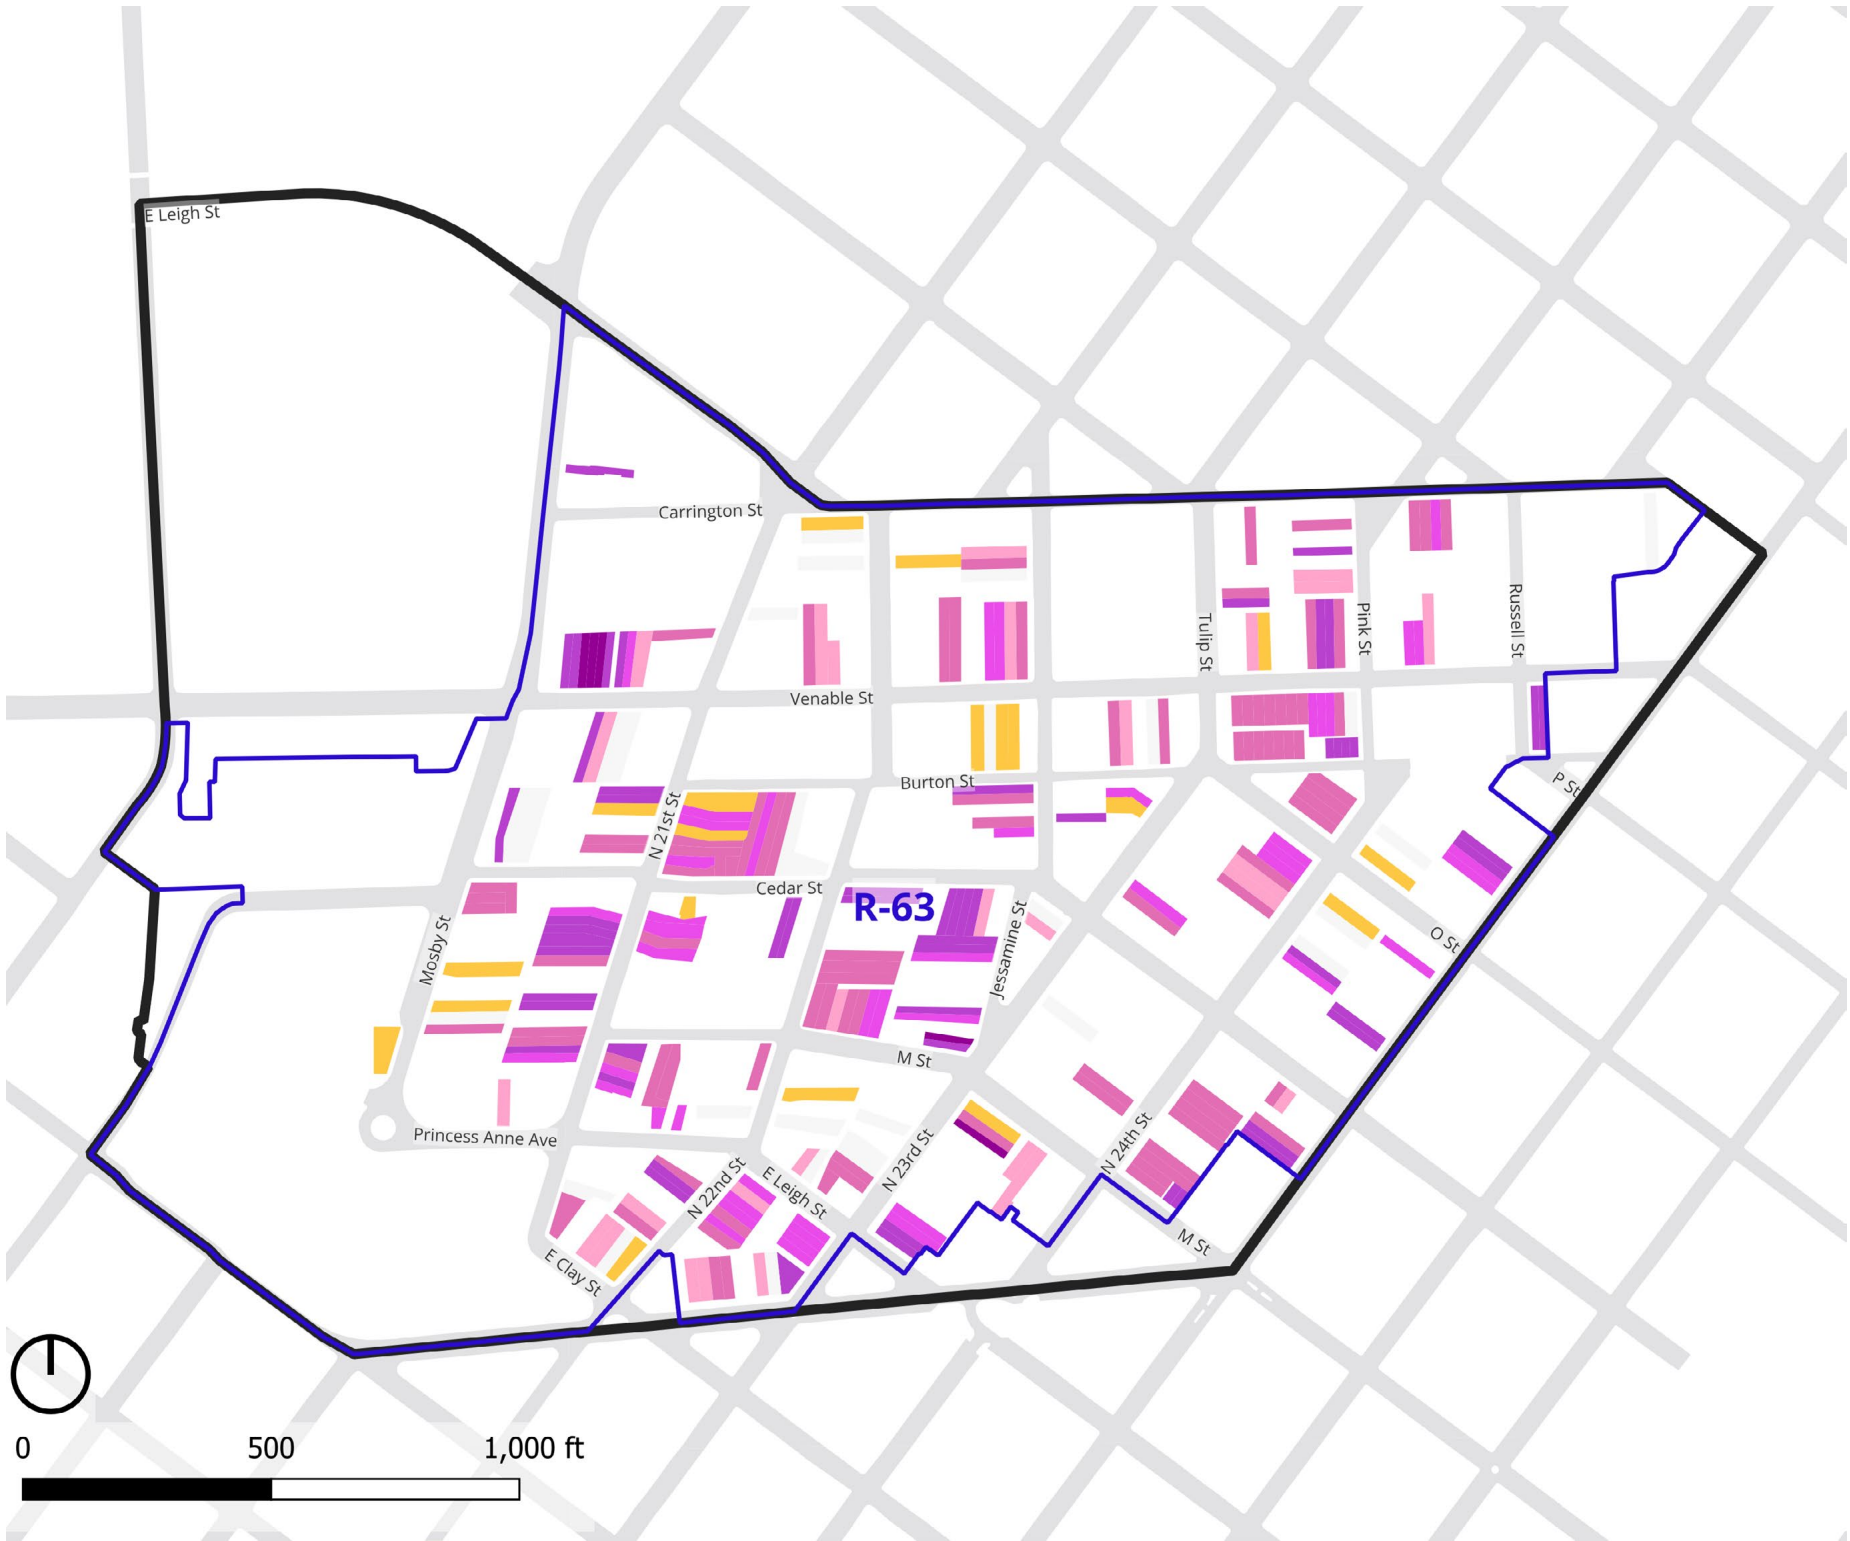 E Leigh St
Carrington St
Tulip St
Pink St
Russell St
Venable St
Burton St
P St
N 21st St
Cedar St
R-63
Mosby St
Jessamine St
O St
M St
Princess Anne Ave
N 22nd St
E Leigh St
N 23rd St
N 24th St
E Clay St
M St
0 500 1,000 ft